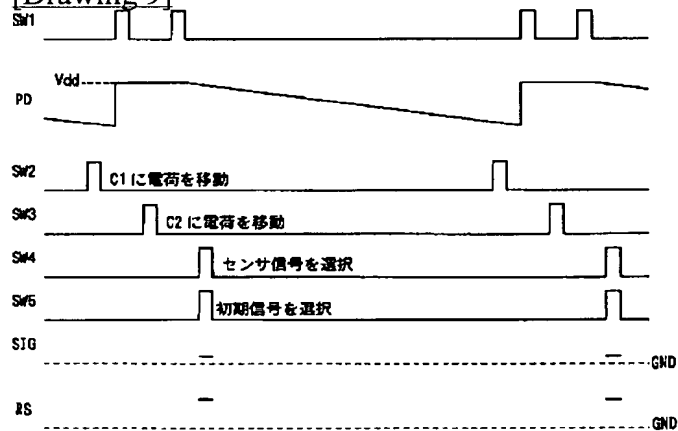 [Drawing 9]
SW1
Vdd
PD
SW2
C1に電荷を移動
SW3
C2に電荷を移動
SW4
センサ信号を選択
SW5
初期信号を選択
SIG
GND
RS
GND